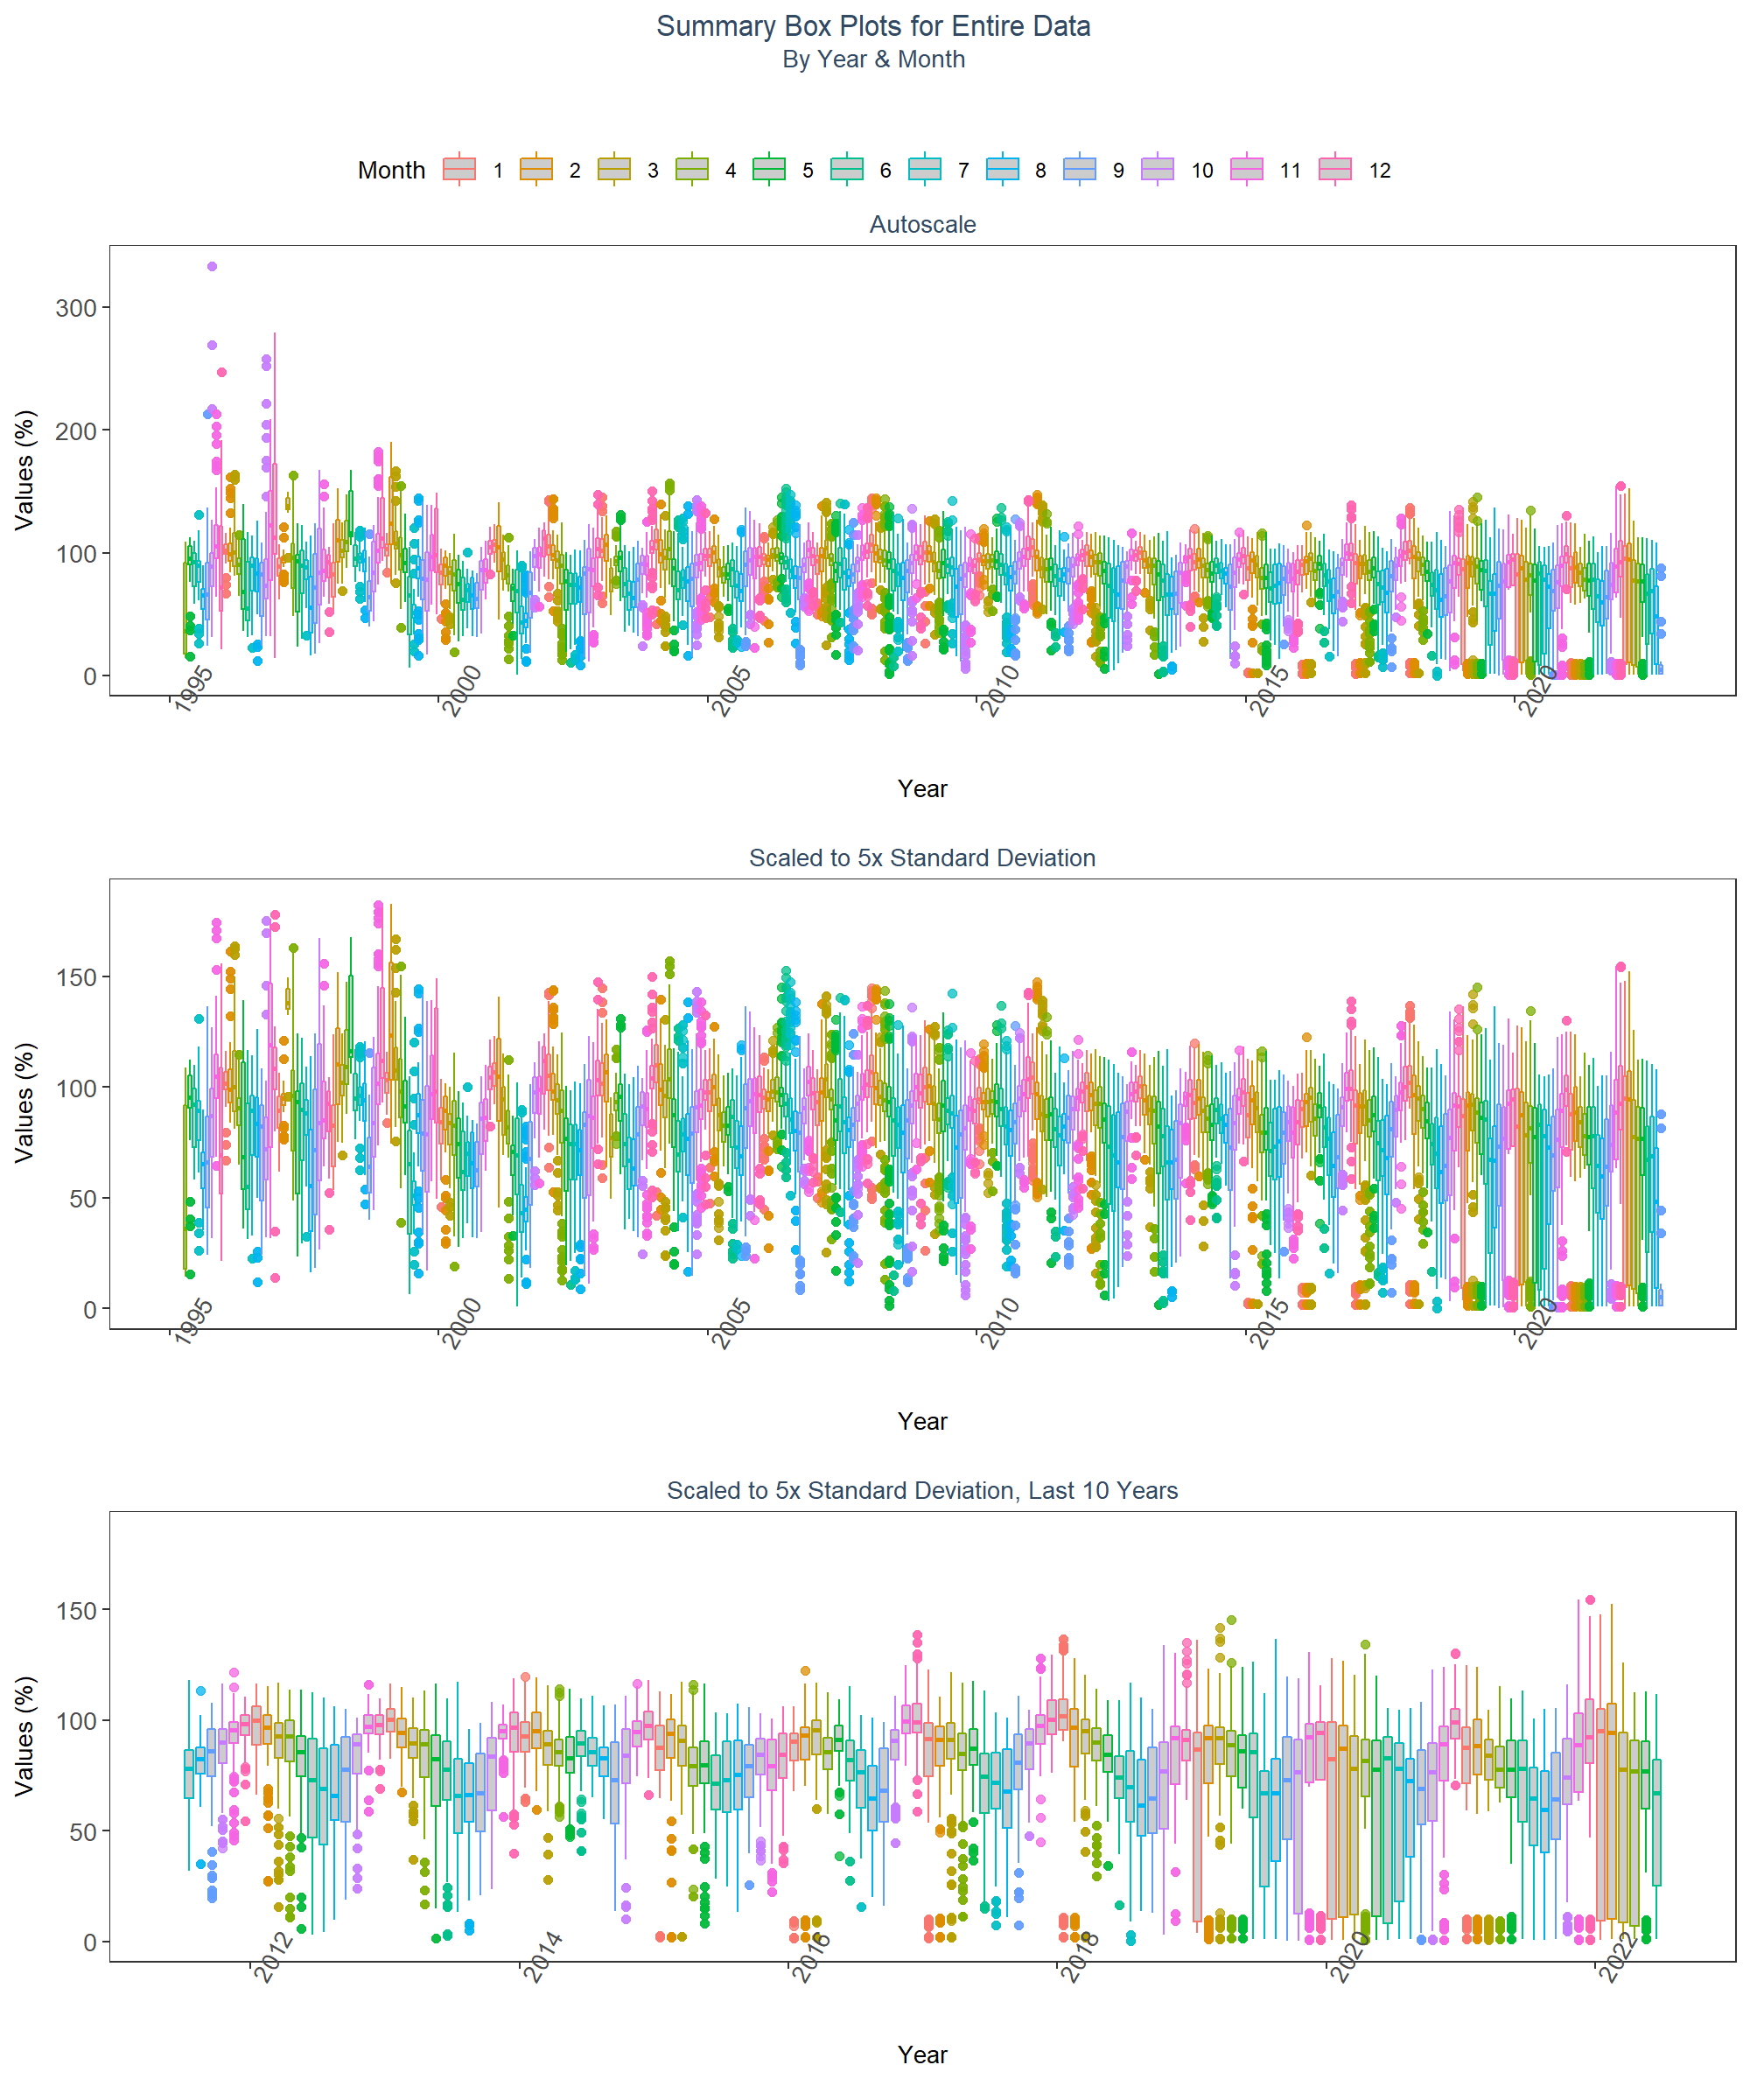 Summary Box Plots for Entire Data
By Year & Month
Month 1 2 3 4 5 6 7 8 9 10 11 12
Autoscale
Values (%)
300
200
100
0
1995 2000 2005 2010 2015 2020
Year
Scaled to 5x Standard Deviation
Values (%)
150
100
50
0
1995 2000 2005 2010 2015 2020
Year
Scaled to 5x Standard Deviation, Last 10 Years
Values (%)
150
100
50
0
2012 2014 2016 2018 2020 2022
Year